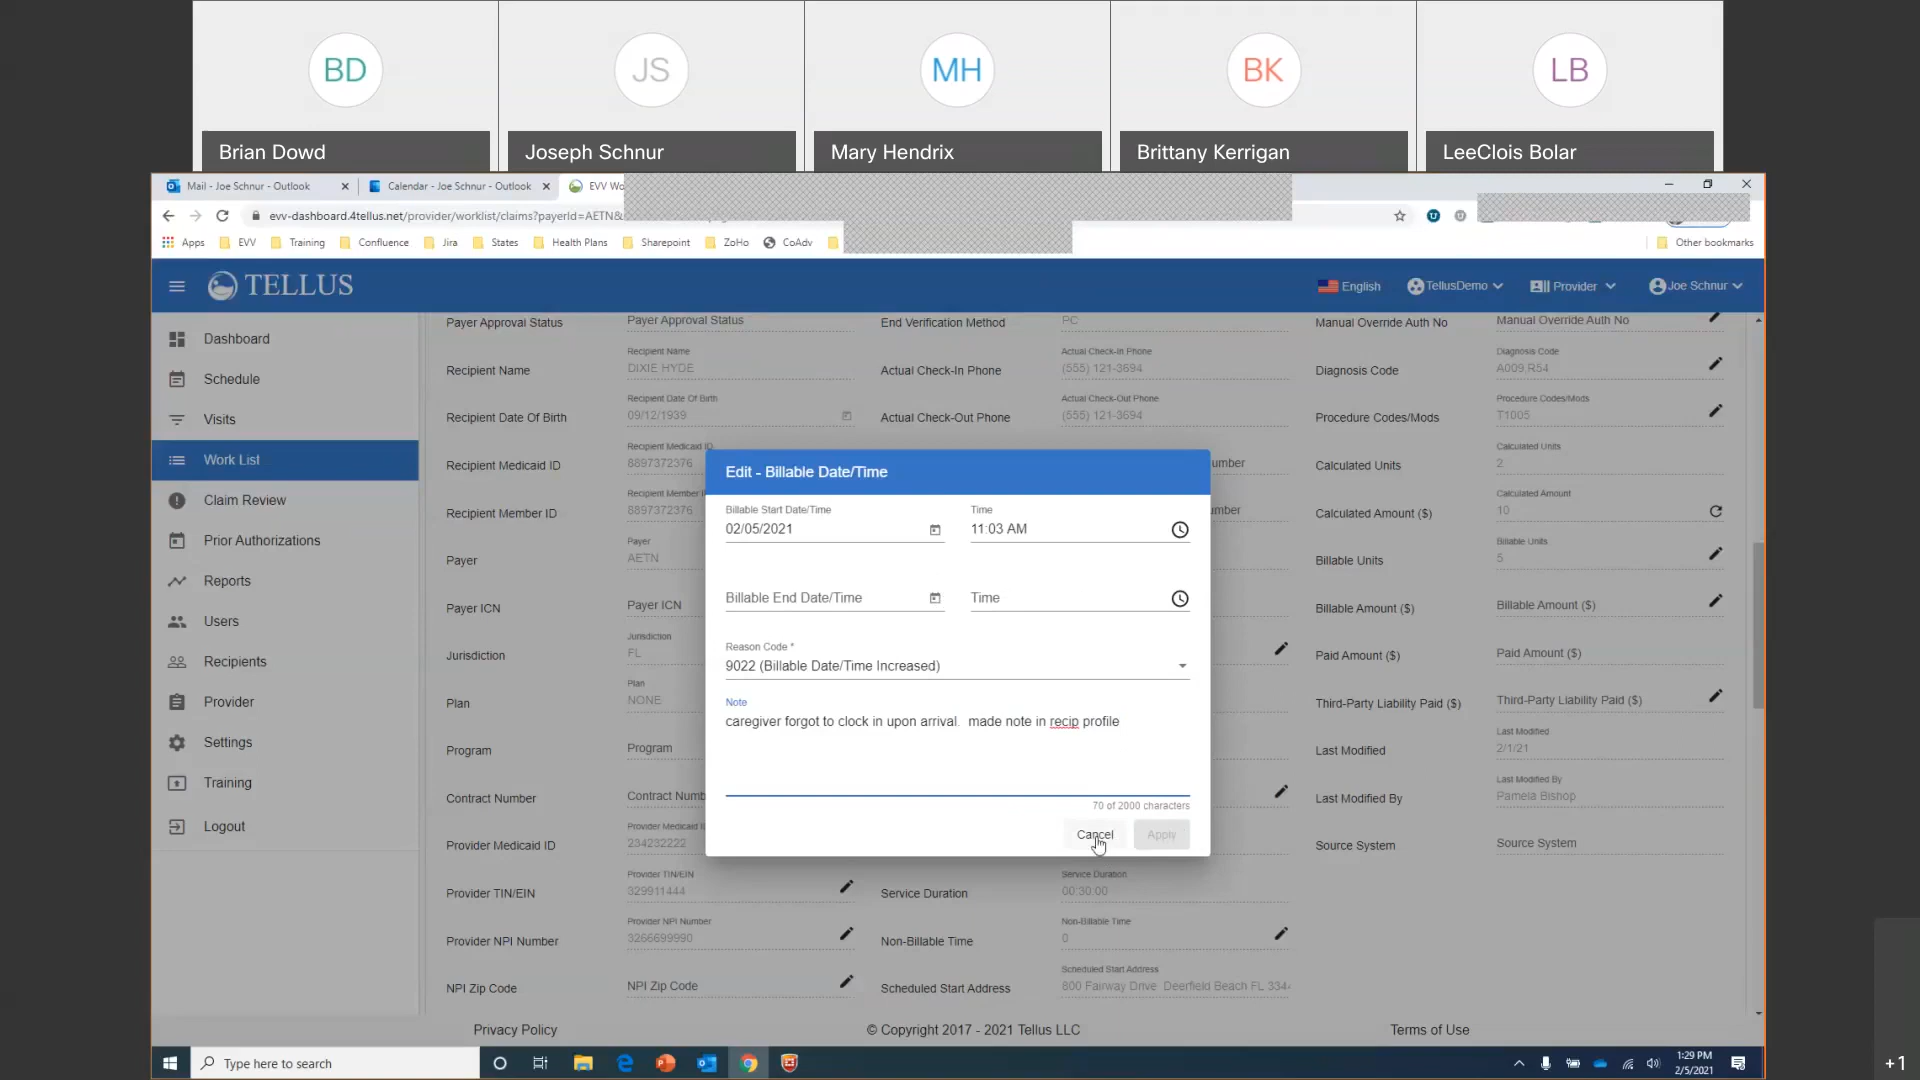 BD
JS
MH
BK
LB
Brian Dowd
Joseph Schnur
Mary Hendrix
Brittany Kerrigan
LeeClois Bolar
Mail - Joe Schnur - Outlook
Calendar - Joe Schnur - Outlook
EVV Wo
evv-dashboard.4tellus.net/provider/worklist/claims?payerId=AETN&
Apps
EVV
Training
Confluence
Jira
States
Health Plans
Sharepoint
ZoHo
CoAdv
Other bookmarks
TELLUS
English
TellusDemo
Provider
Joe Schnur
Dashboard
Schedule
Visits
Work List
Claim Review
Prior Authorizations
Reports
Users
Recipients
Provider
Settings
Training
Logout
Payer Approval Status
Payer Approval Status
Recipient Name
Recipient Name
DIXIE HYDE
Recipient Date Of Birth
Recipient Date Of Birth
09/12/1939
Recipient Medicaid ID
Recipient Medicaid ID
8897372376
Recipient Member ID
Recipient Member I
8897372376
Payer
Payer
AETN
Payer ICN
Payer ICN
Jurisdiction
Jurisdiction
FL
Plan
Plan
NONE
Program
Program
Contract Number
Contract Numb
Provider Medicaid ID
Provider Medicaid I
234232222
Provider TIN/EIN
Provider TIN/EIN
329911444
Provider NPI Number
Provider NPI Number
3266699990
NPI Zip Code
NPI Zip Code
End Verification Method
PC
Actual Check-In Phone
Actual Check-In Phone
(555) 121-3694
Actual Check-Out Phone
Actual Check-Out Phone
(555) 121-3694
umber
umber
Edit - Billable Date/Time
Billable Start Date/Time
02/05/2021
Time
11:03 AM
Billable End Date/Time
Time
Reason Code *
9022 (Billable Date/Time Increased)
Note
caregiver forgot to clock in upon arrival.  made note in recip profile
70 of 2000 characters
Cancel
Apply
Service Duration
Service Duration
00:30:00
Non-Billable Time
Non-Billable Time
0
Scheduled Start Address
Scheduled Start Address
800 Fairway Drive  Deerfield Beach FL 334
Manual Override Auth No
Manual Override Auth No
Diagnosis Code
Diagnosis Code
A009,R54
Procedure Codes/Mods
Procedure Codes/Mods
T1005
Calculated Units
Calculated Units
2
Calculated Amount ($)
Calculated Amount
10
Billable Units
Billable Units
5
Billable Amount ($)
Billable Amount ($)
Paid Amount ($)
Paid Amount ($)
Third-Party Liability Paid ($)
Third-Party Liability Paid ($)
Last Modified
Last Modified
2/1/21
Last Modified By
Last Modified By
Pamela Bishop
Source System
Source System
Privacy Policy
© Copyright 2017 - 2021 Tellus LLC
Terms of Use
Type here to search
1:29 PM
2/5/2021
+1